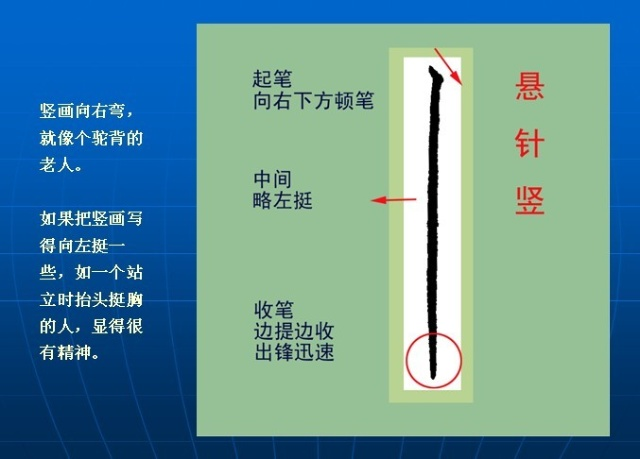 竖画向右弯，
就像个驼背的
老人。
如果把竖画写
得向左挺一
些，如一个站
立时抬头挺胸
的人，显得很
有精神。
起笔
向右下方顿笔
中间
略左挺
收笔
边提边收
出锋迅速
悬
针
竖